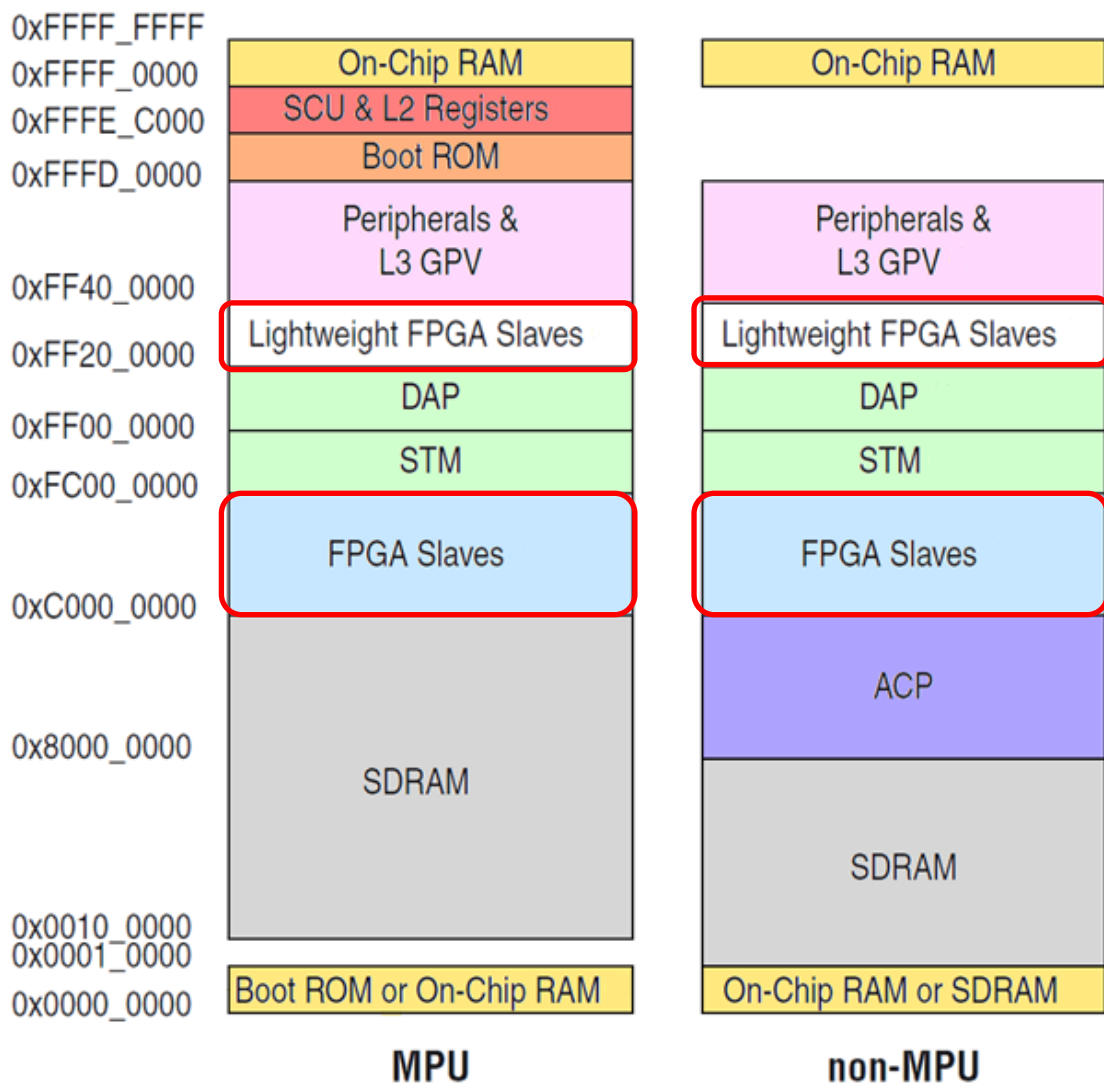 0xFFFF_FFFF
On-Chip RAM
On-Chip RAM
0xFFFF_0000
SCU & L2 Registers
0xFFFE_C000
Boot ROM
0xFFFD_0000
Peripherals &
L3 GPV
Peripherals &
L3 GPV
0xFF40_0000
Lightweight FPGA Slaves
Lightweight FPGA Slaves
0xFF20_0000
DAP
DAP
0xFF00_0000
STM
STM
0xFC00_0000
FPGA Slaves
FPGA Slaves
0xC000_0000
ACP
0x8000_0000
SDRAM
SDRAM
0x0010_0000
0x0001_0000
Boot ROM or On-Chip RAM
On-Chip RAM or SDRAM
0x0000_0000
MPU
non-MPU